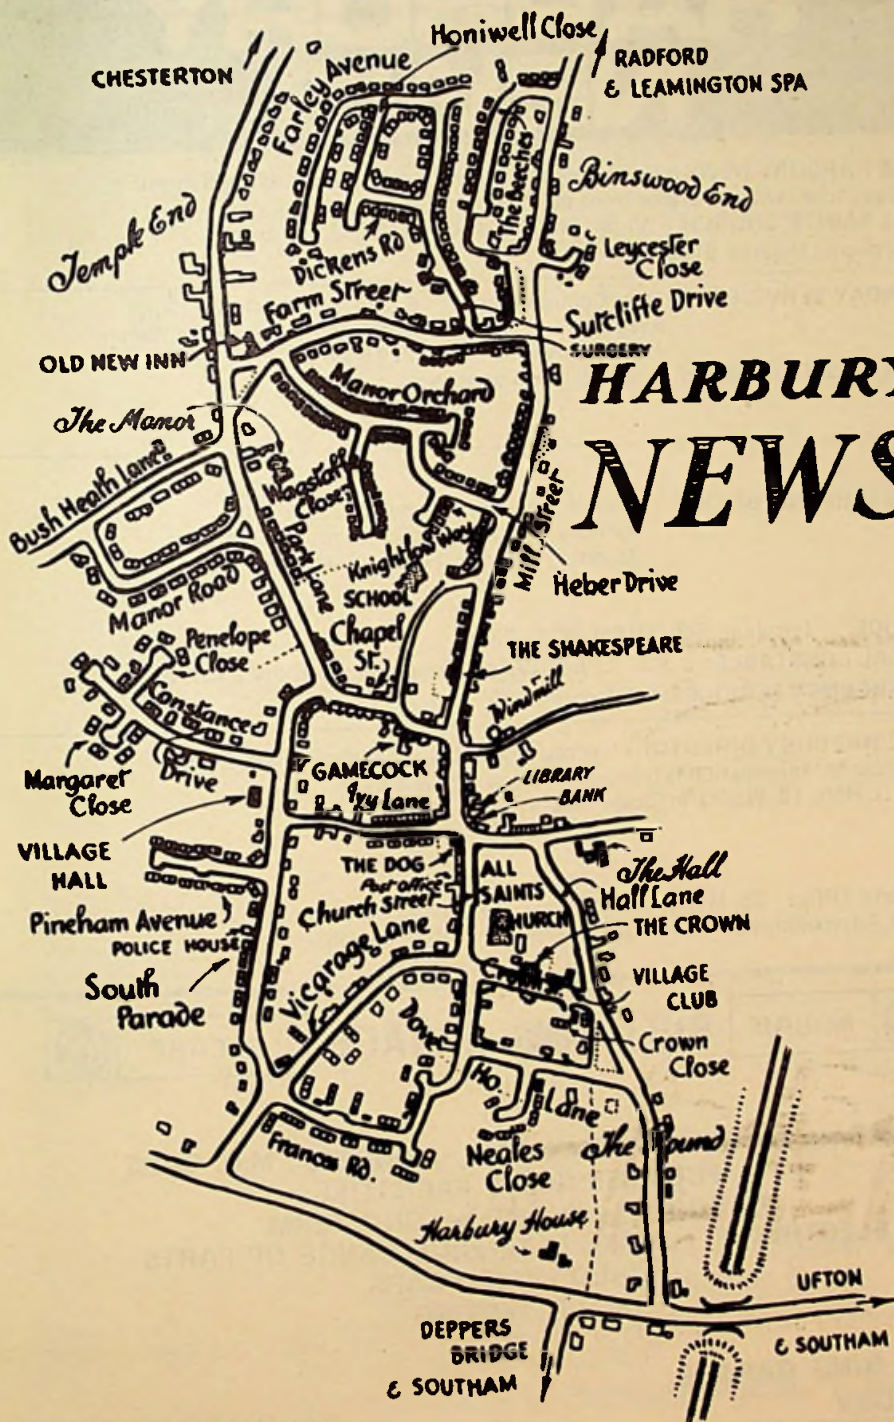 Honiwell Close
CHESTERTON
Farley Avenue
RADFORD
& LEAMINGTON SPA
The Beeches
Binswood End
Temple End
Dickens Rd
Leycester
Close
Farm Street
Sutcliffe Drive
OLD NEW INN
SURGERY
HARBURY
NEWS
The Manor
Manor Orchard
Bush Heath Lane
Wagstaffe
Close
Park Lane
Mill Street
Knightlow Way
SCHOOL
Heber Drive
Manor Road
Chapel
St.
Penelope
Close
THE SHAKESPEARE
Constance
Drive
Windmill
Margaret
Close
GAMECOCK
LIBRARY
BANK
Ivy Lane
VILLAGE
HALL
THE DOG
Post office
ALL
SAINTS
CHURCH
The Hall
Hall Lane
Church Street
Pineham Avenue
THE CROWN
POLICE HOUSE
Vicarage Lane
VILLAGE
CLUB
South
Parade
Crown
Close
Dovehouse Lane
Frances Rd.
Neales
Close
The Pound
Harbury House
UFTON
& SOUTHAM
DEPPERS
BRIDGE
& SOUTHAM